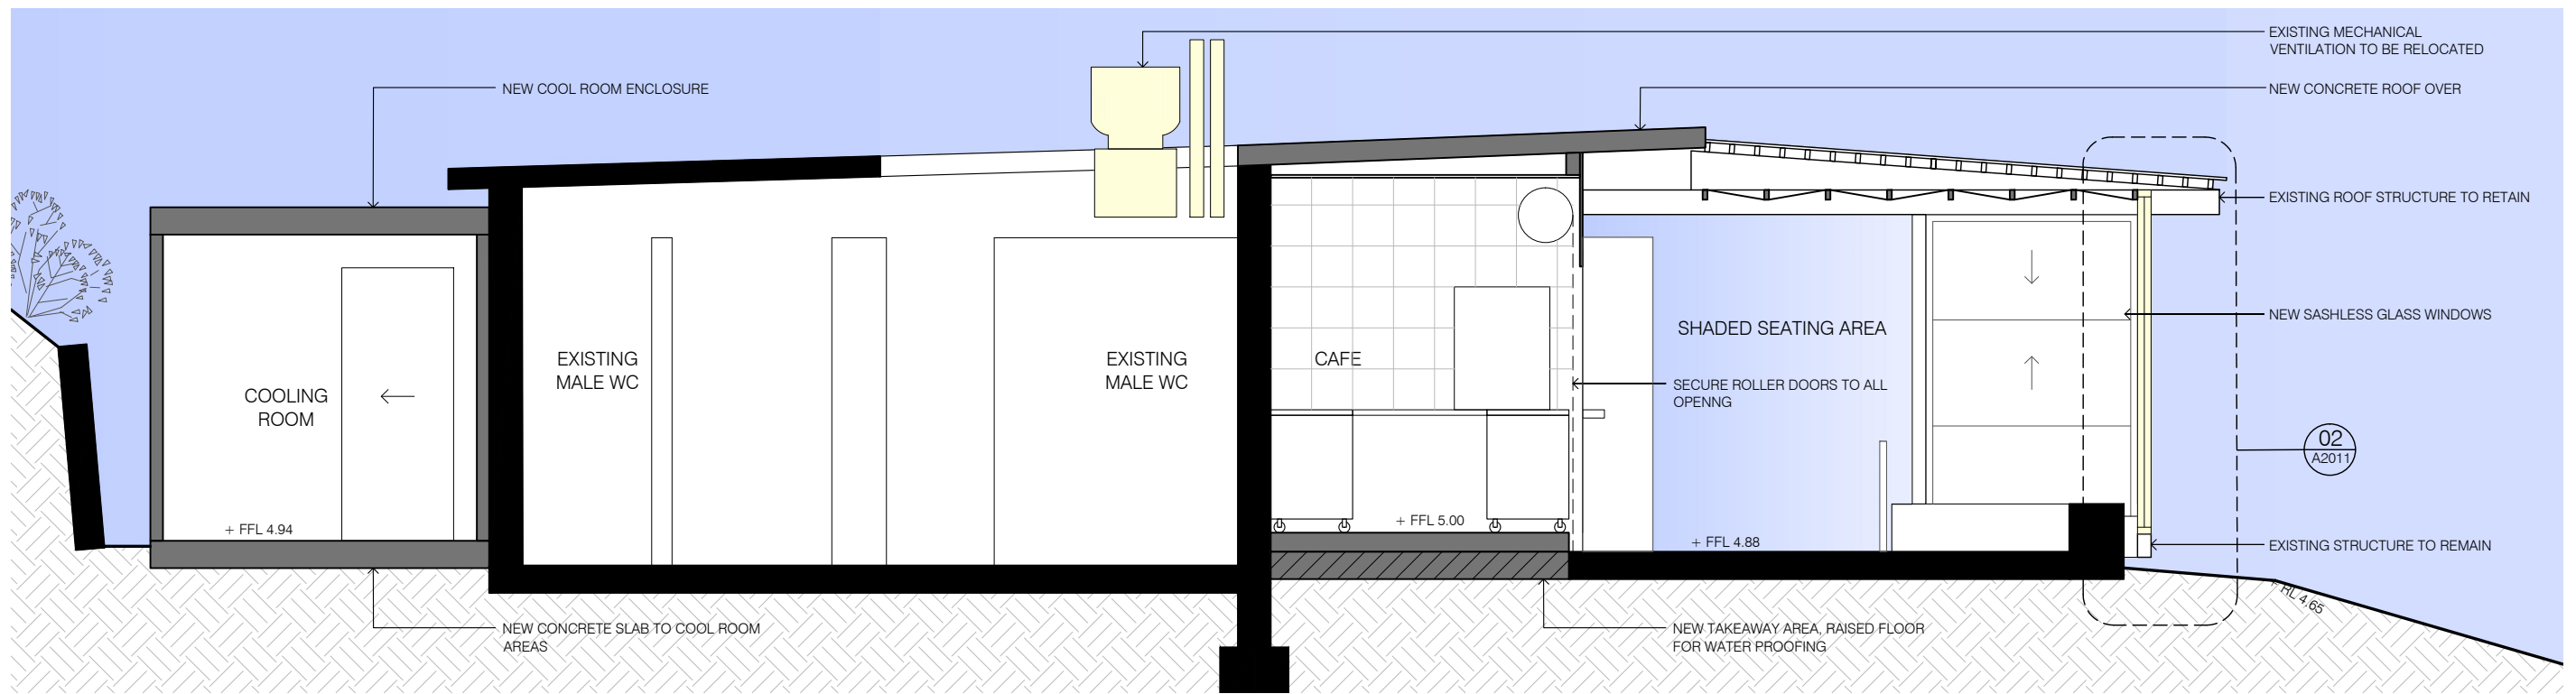 EXISTING MECHANICAL
VENTILATION TO BE RELOCATED
NEW COOL ROOM ENCLOSURE
NEW CONCRETE ROOF OVER
EXISTING ROOF STRUCTURE TO RETAIN
NEW SASHLESS GLASS WINDOWS
SHADED SEATING AREA
EXISTING
MALE WC
EXISTING
MALE WC
CAFE
COOLING
ROOM
SECURE ROLLER DOORS TO ALL
OPENNG
02
A2011
+ FFL 4.94
+ FFL 5.00
+ FFL 4.88
EXISTING STRUCTURE TO REMAIN
RL 4.65
NEW CONCRETE SLAB TO COOL ROOM
AREAS
NEW TAKEAWAY AREA, RAISED FLOOR
FOR WATER PROOFING